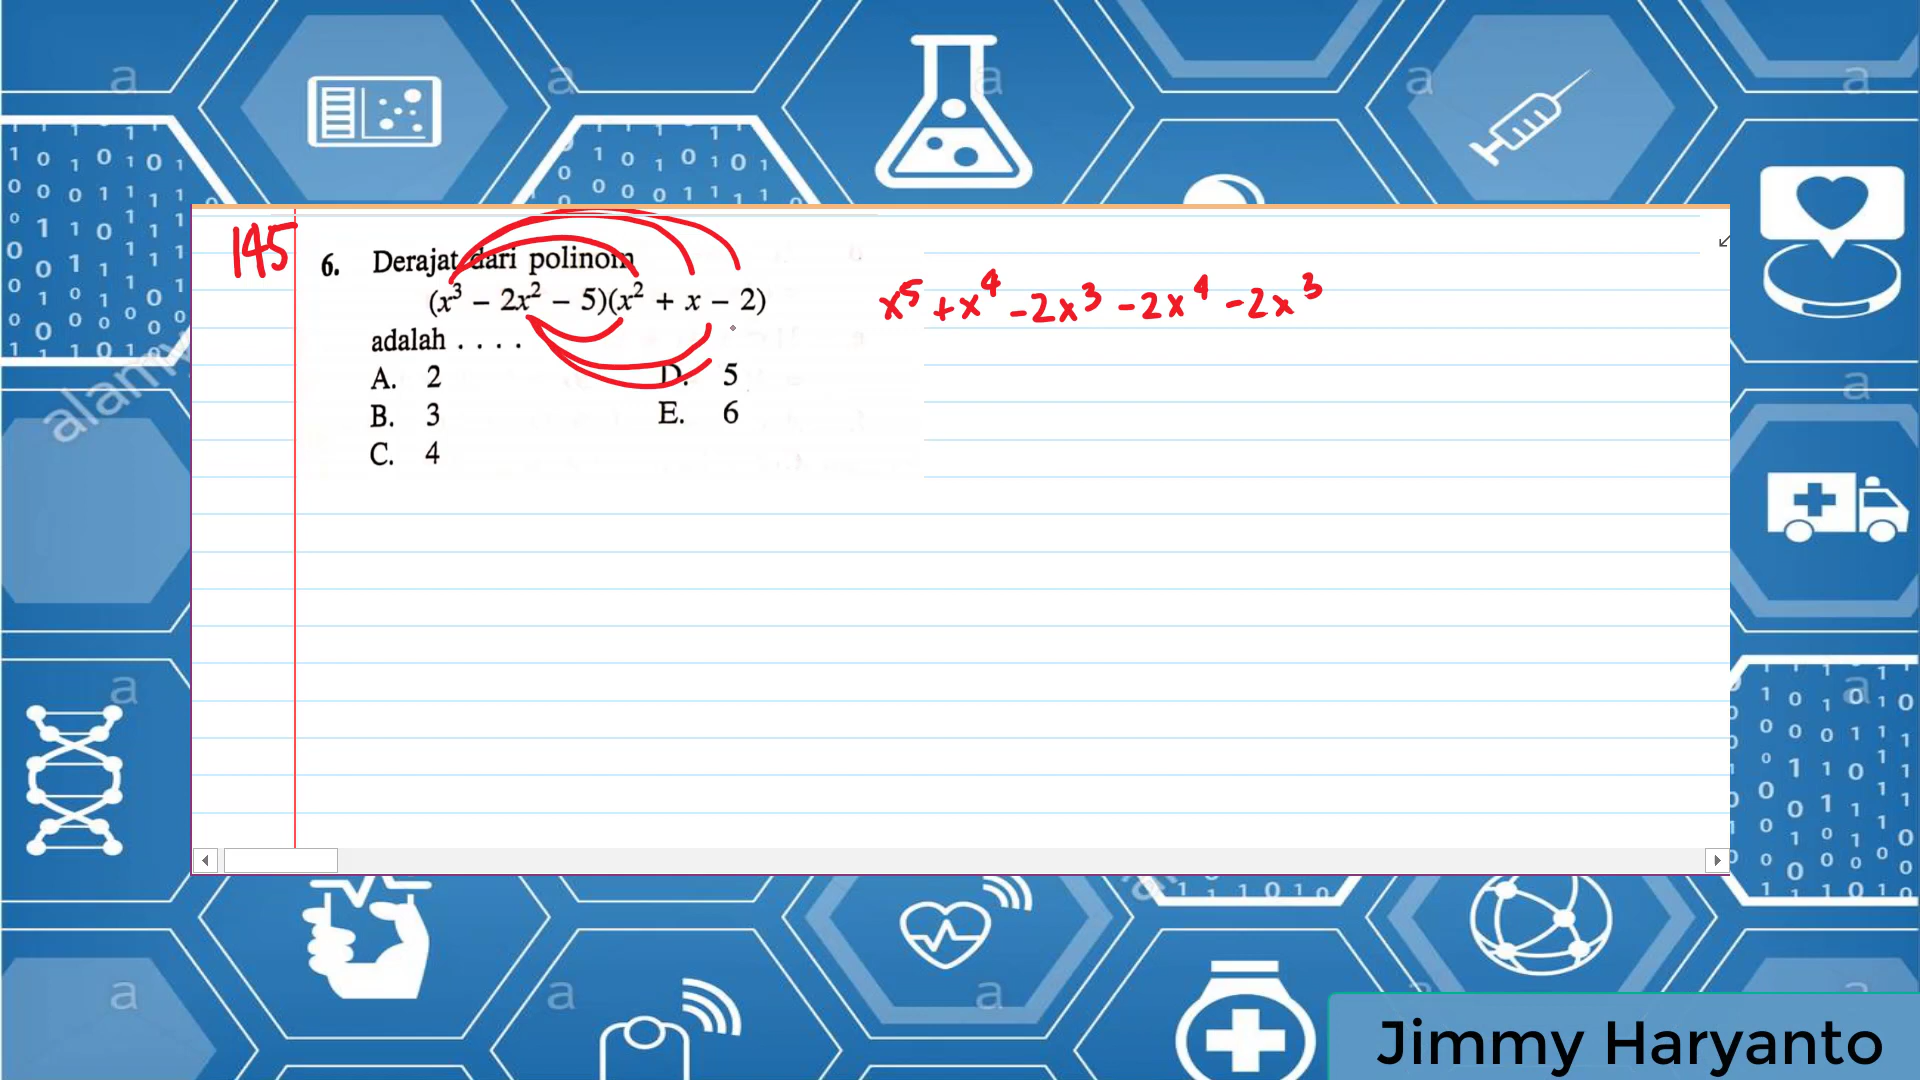 145
6. Derajat dari polinom
(x³ − 2x² − 5)(x² + x − 2)
x⁵ + x⁴ − 2x³ − 2x⁴ − 2x³
adalah . . . .
A. 2 D. 5
B. 3 E. 6
C. 4
alamy
Jimmy Haryanto